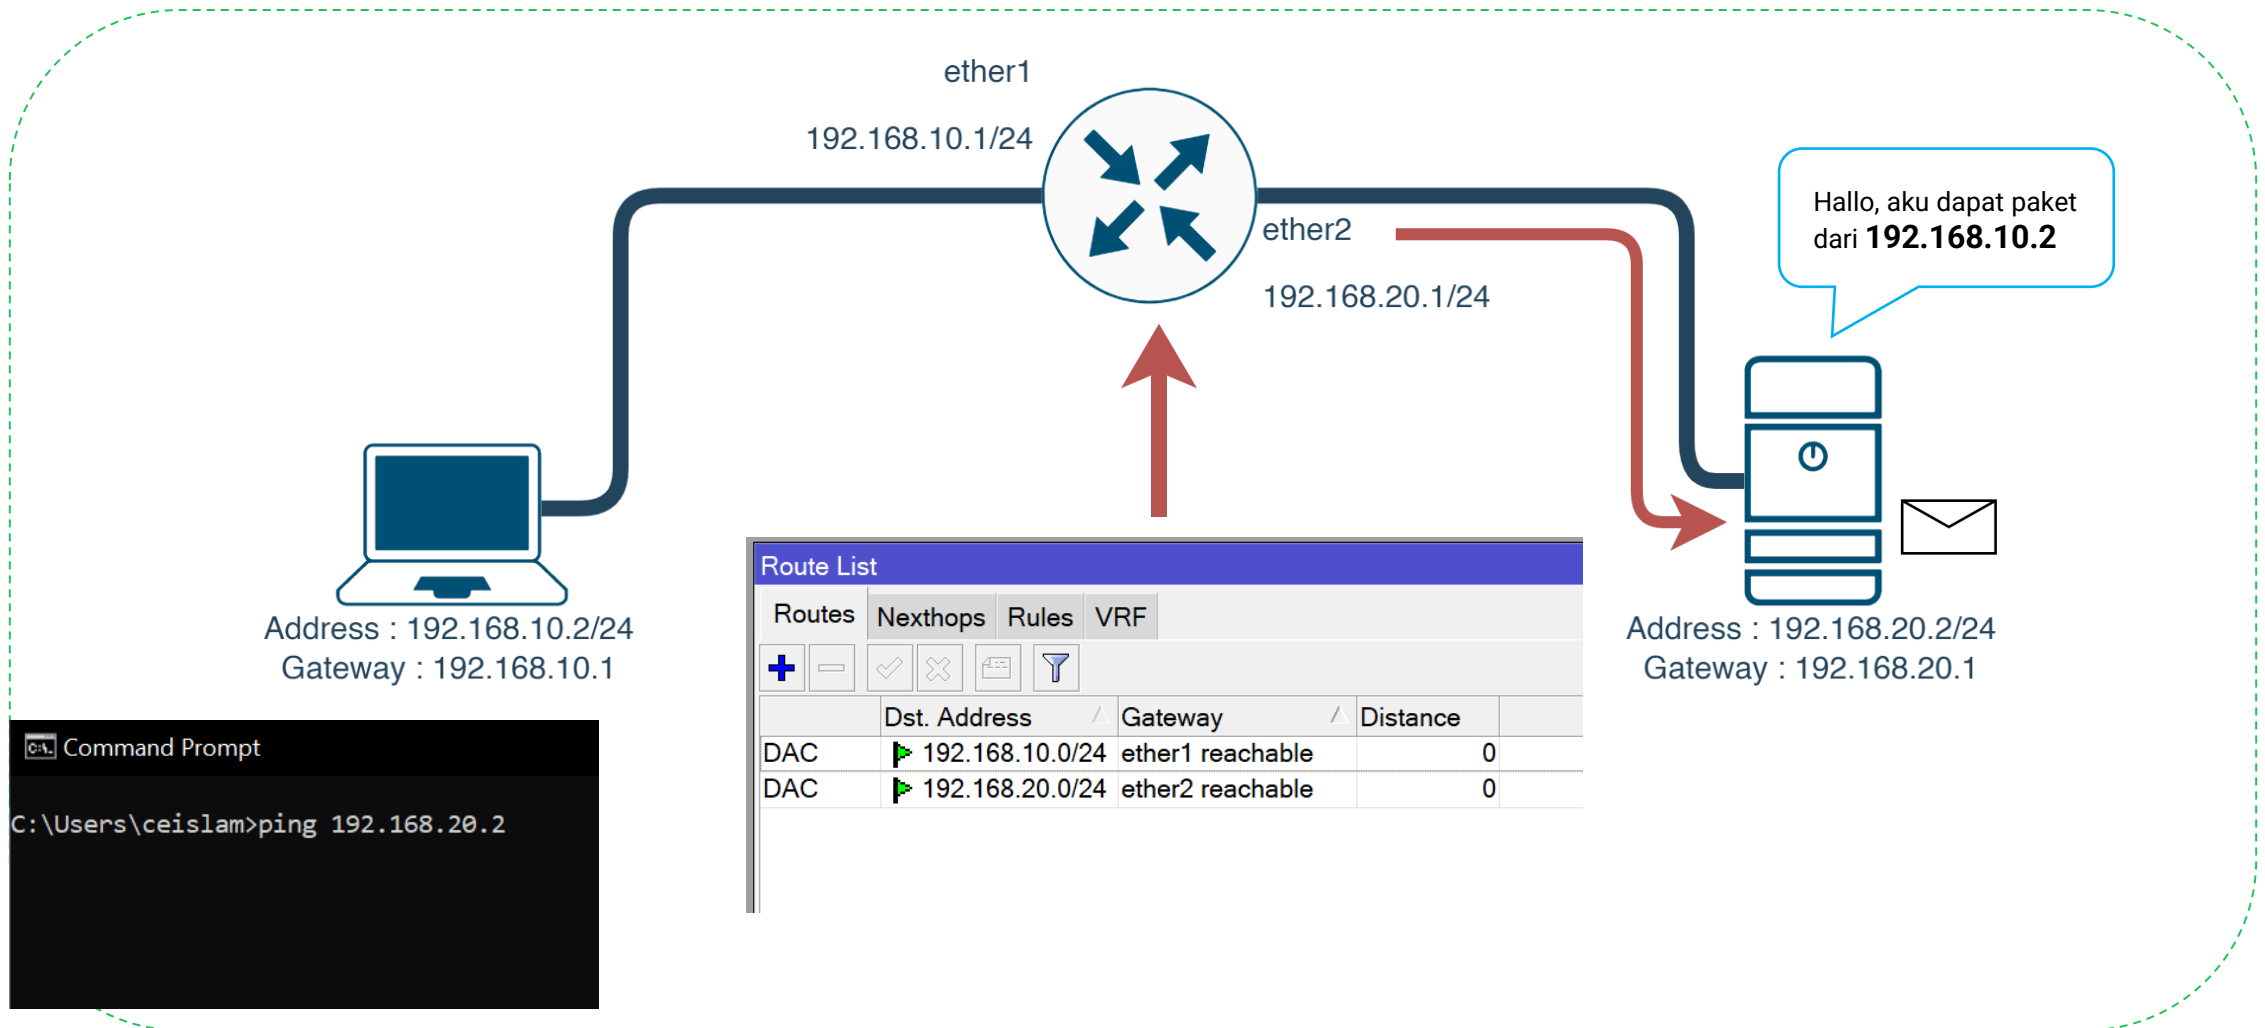 ether1
192.168.10.1/24
Hallo, aku dapat paket
dari 192.168.10.2
ether2
192.168.20.1/24
Address : 192.168.10.2/24
Gateway : 192.168.10.1
Address : 192.168.20.2/24
Gateway : 192.168.20.1
Route List
Routes Nexthops Rules VRF
Dst. Address Gateway Distance
DAC 192.168.10.0/24 ether1 reachable 0
DAC 192.168.20.0/24 ether2 reachable 0
C:\. Command Prompt
C:\Users\ceislam>ping 192.168.20.2